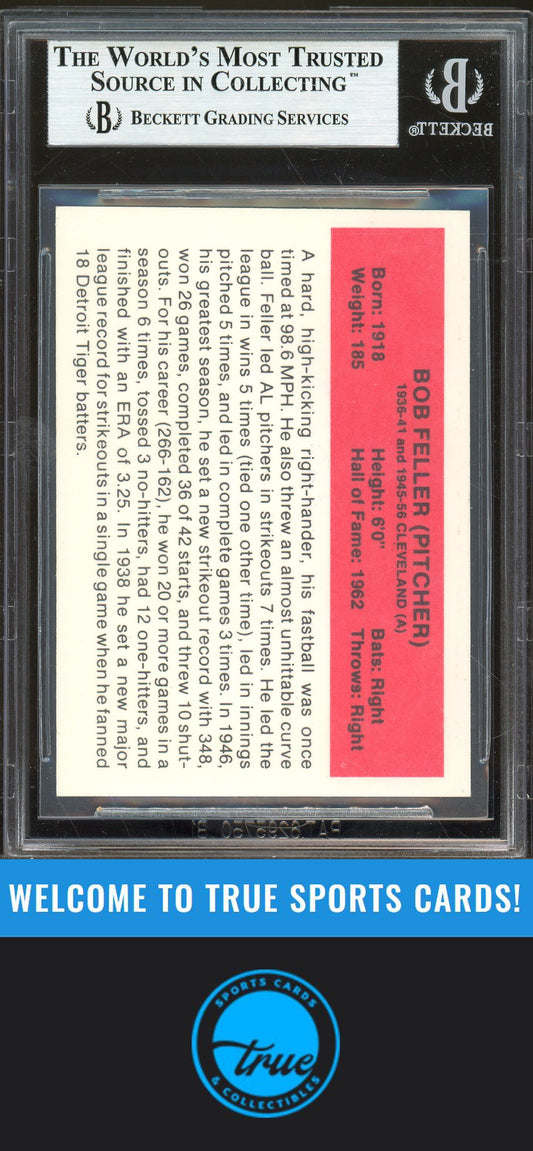 THE WORLD'S MOST TRUSTED
SOURCE IN COLLECTING™
B BECKETT GRADING SERVICES
B
BECKETT®
BOB FELLER (PITCHER)
1936-41 and 1945-56 CLEVELAND (A)
Born: 1918 Height: 6'0" Bats: Right
Weight: 185 Hall of Fame: 1962 Throws: Right
A hard, high-kicking right-hander, his fastball was once
timed at 98.6 MPH. He also threw an almost unhittable curve
ball. Feller led AL pitchers in strikeouts 7 times. He led the
league in wins 5 times (tied one other time), led in innings
pitched 5 times, and led in complete games 3 times. In 1946,
his greatest season, he set a new strikeout record with 348,
won 26 games, completed 36 of 42 starts, and threw 10 shut-
outs. For his career (266-162), he won 20 or more games in a
season 6 times, tossed 3 no-hitters, had 12 one-hitters, and
finished with an ERA of 3.25. In 1938 he set a new major
league record for strikeouts in a single game when he fanned
18 Detroit Tiger batters.
WELCOME TO TRUE SPORTS CARDS!
SPORTS CARDS
true
& COLLECTIBLES